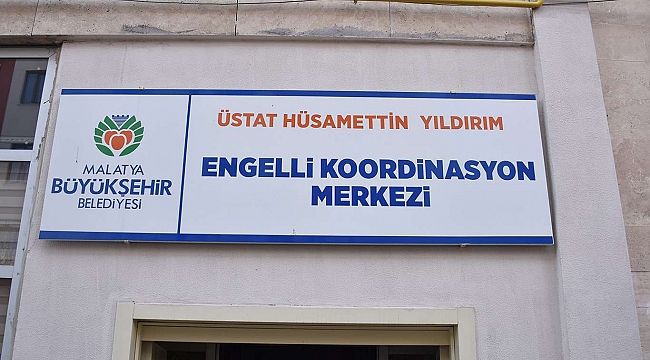 MALATYA
BÜYÜKŞEHİR
BELEDİYESİ
ÜSTAT HÜSAMETTİN YILDIRIM
ENGELLİ KOORDİNASYON
MERKEZİ